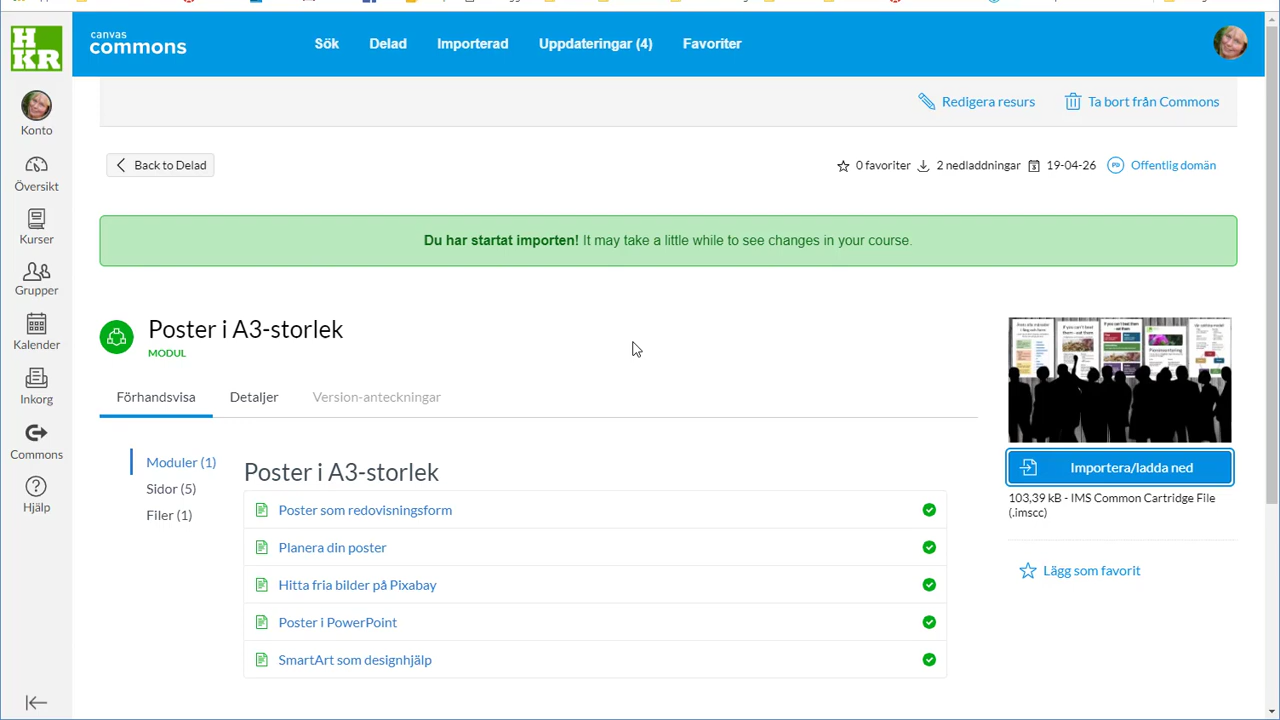 HKR
canvas
commons
Sök
Delad
Importerad
Uppdateringar (4)
Favoriter
Konto
Översikt
Kurser
Grupper
Kalender
Inkorg
Commons
Hjälp
Redigera resurs
Ta bort från Commons
Back to Delad
0 favoriter
2 nedladdningar
19-04-26
PD
Offentlig domän
Du har startat importen! It may take a little while to see changes in your course.
Poster i A3-storlek
MODUL
Förhandsvisa
Detaljer
Version-anteckningar
Moduler (1)
Sidor (5)
Filer (1)
Poster i A3-storlek
Poster som redovisningsform
Planera din poster
Hitta fria bilder på Pixabay
Poster i PowerPoint
SmartArt som designhjälp
Importera/ladda ned
103,39 kB - IMS Common Cartridge File
(.imscc)
Lägg som favorit